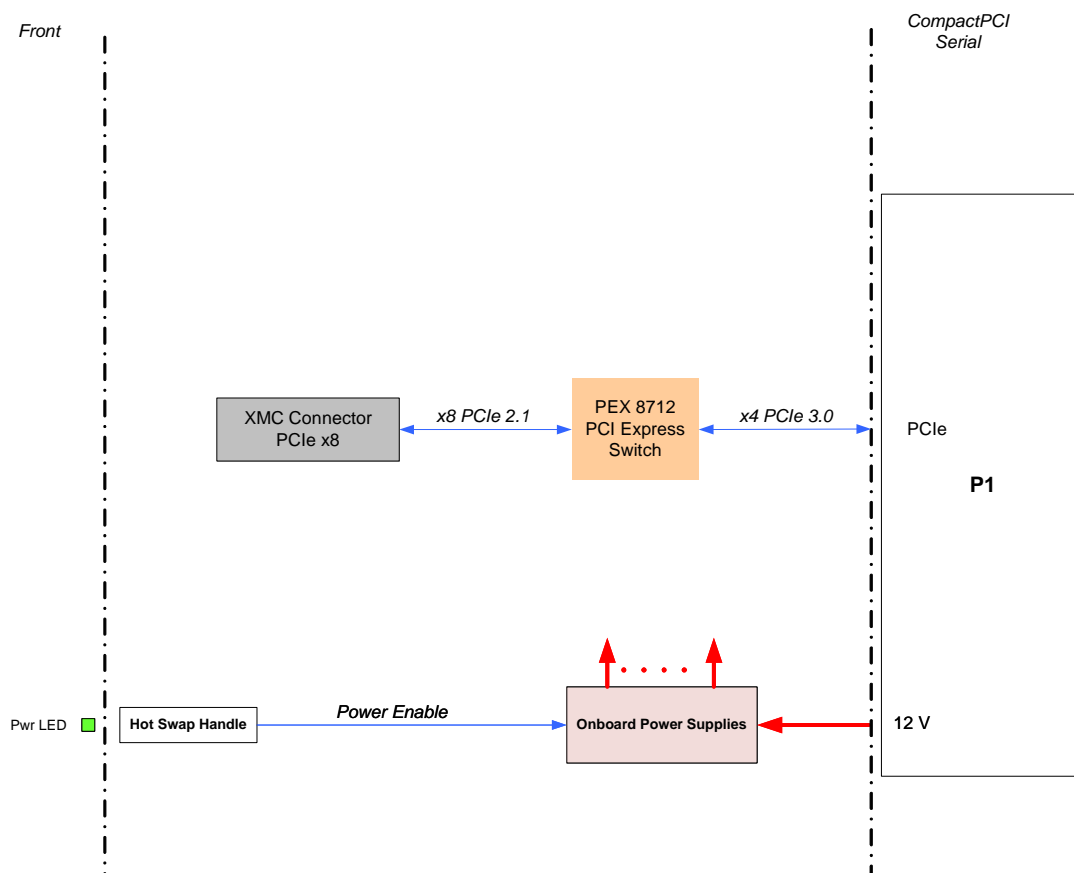 Front
CompactPCI
Serial
XMC Connector
PCIe x8
x8 PCIe 2.1
PEX 8712
PCI Express
Switch
x4 PCIe 3.0
PCIe
P1
Pwr LED
Hot Swap Handle
Power Enable
Onboard Power Supplies
12 V